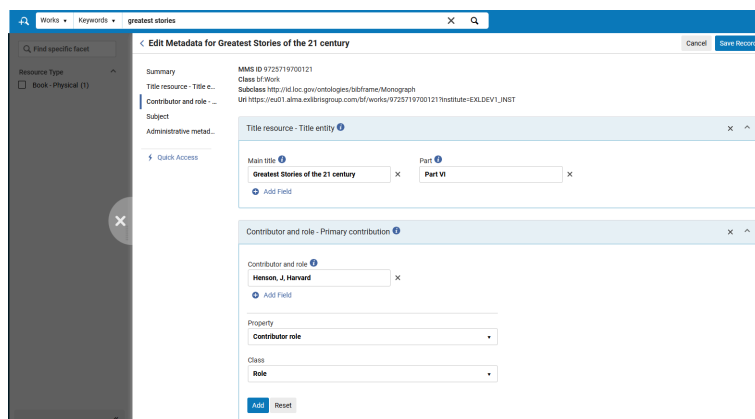 Works Keywords greatest stories
Find specific facet
Resource Type
Book - Physical (1)
Edit Metadata for Greatest Stories of the 21 century
Cancel Save Recor
Summary
Title resource - Title e...
Contributor and role - ...
Subject
Administrative metad...
Quick Access
MMS ID 9725719700121
Class bf:Work
Subclass http://id.loc.gov/ontologies/bibframe/Monograph
Uri https://eu01.alma.exlibrisgroup.com/bf/works/9725719700121?institute=EXLDEV1_INST
Title resource - Title entity
Main title Part
Greatest Stories of the 21 century Part VI
Add Field
Contributor and role - Primary contribution
Contributor and role
Henson, J, Harvard
Add Field
Property
Contributor role
Class
Role
Add Reset